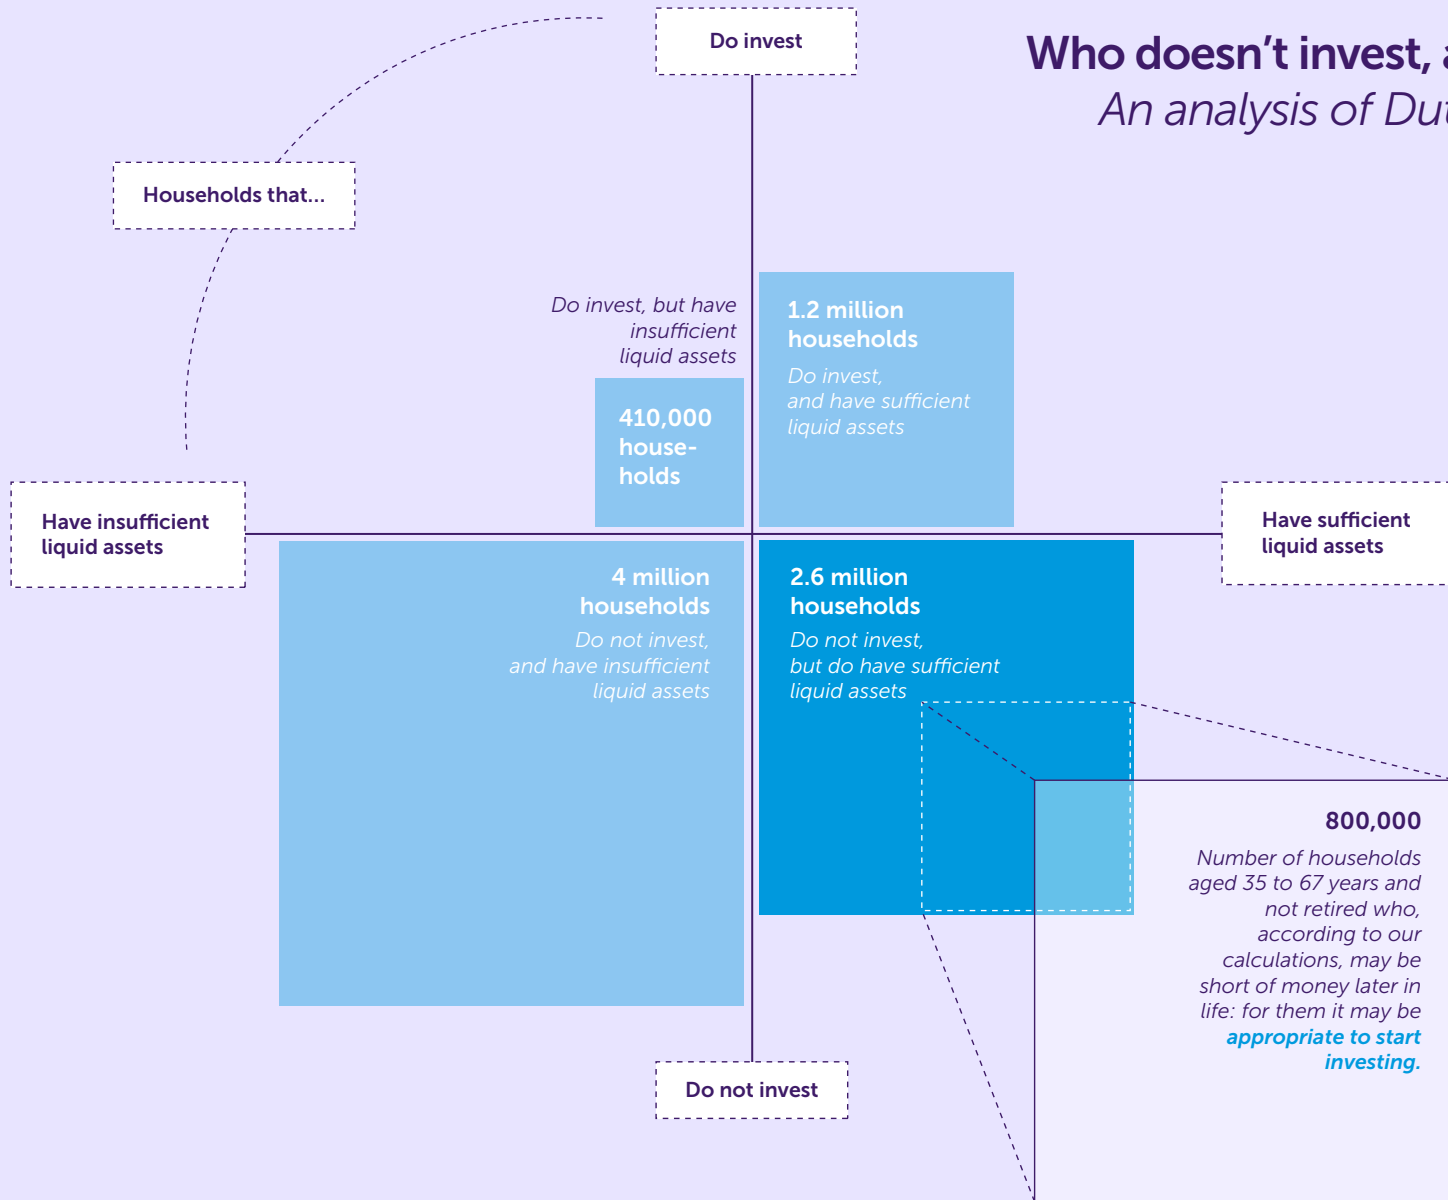 Do invest
Who doesn’t invest,
An analysis of
Households that...
Do invest, but have
insufficient
liquid assets
1.2 million
households
Do invest,
and have sufficient
liquid assets
410,000
house-
holds
Have insufficient
liquid assets
Have sufficient
liquid assets
4 million
households
Do not invest,
and have insufficient
liquid assets
2.6 million
households
Do not invest,
but do have sufficient
liquid assets
800,000
Number of households
aged 35 to 67 years and
not retired who,
according to our
calculations, may be
short of money later in
life: for them it may be
appropriate to start
investing.
Do not invest